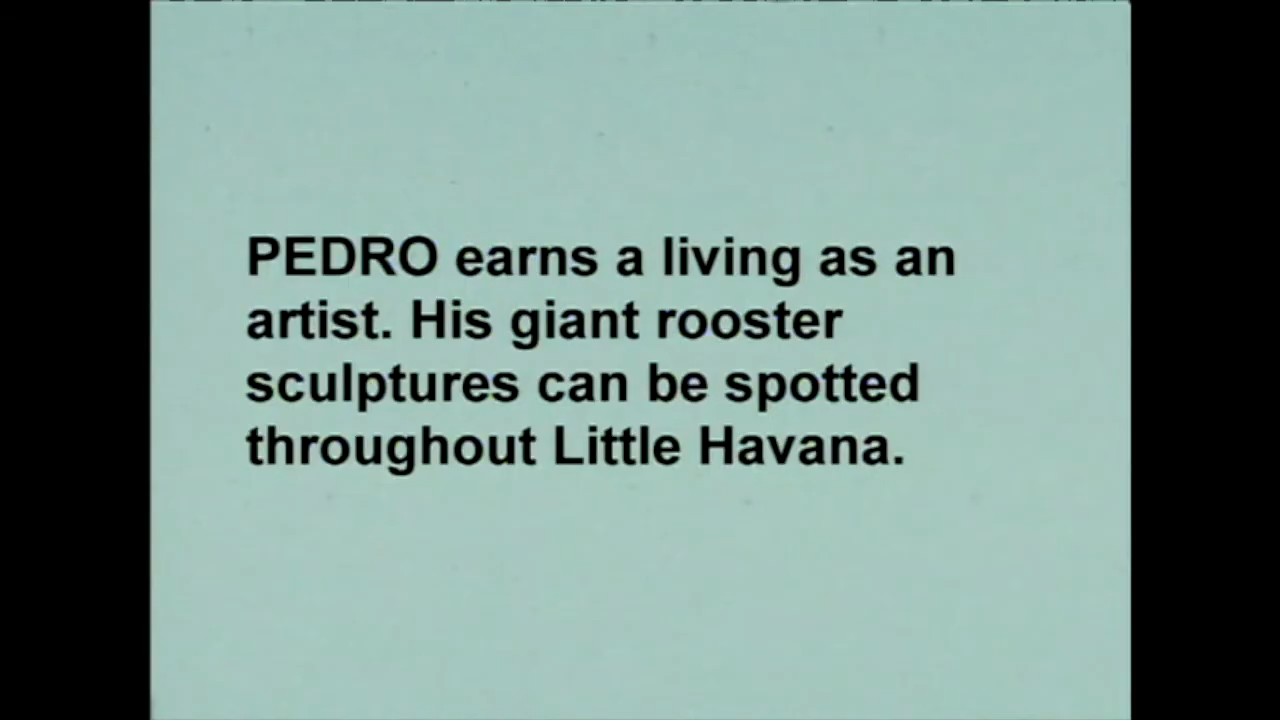 PEDRO earns a living as an
artist. His giant rooster
sculptures can be spotted
throughout Little Havana.